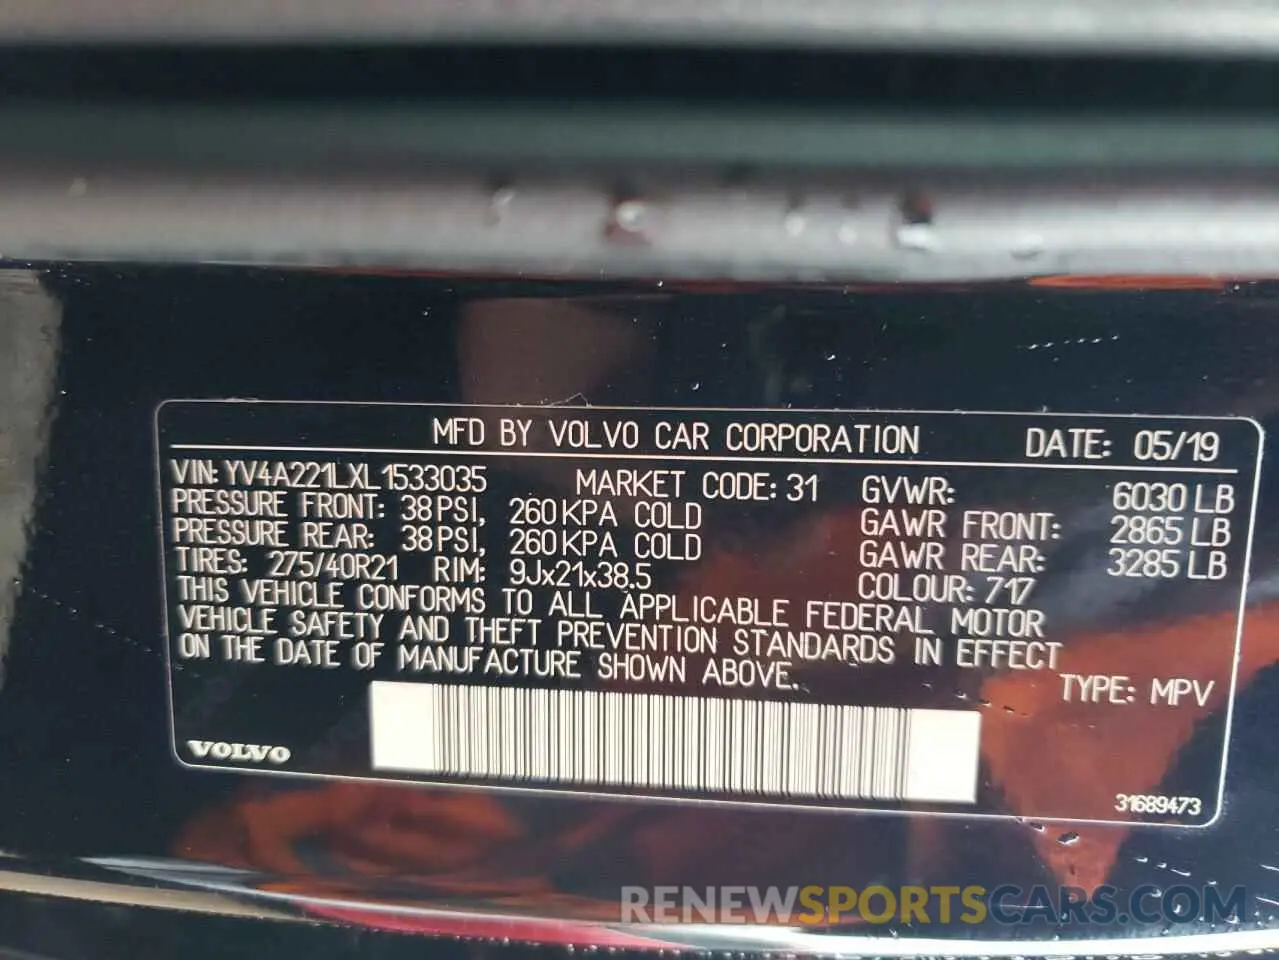 MFD BY VOLVO CAR CORPORATION DATE: 05/19
VIN: YV4A221LXL1533035 MARKET CODE: 31 GVWR: 6030 LB
PRESSURE FRONT: 38 PSI, 260 KPA COLD GAWR FRONT: 2865 LB
PRESSURE REAR: 38 PSI, 260 KPA COLD GAWR REAR: 3285 LB
TIRES: 275/40R21 RIM: 9Jx21x38.5 COLOUR: 717
THIS VEHICLE CONFORMS TO ALL APPLICABLE FEDERAL MOTOR
VEHICLE SAFETY AND THEFT PREVENTION STANDARDS IN EFFECT
ON THE DATE OF MANUFACTURE SHOWN ABOVE.
TYPE: MPV
VOLVO
31689473
RENEWSPORTSCARS.COM